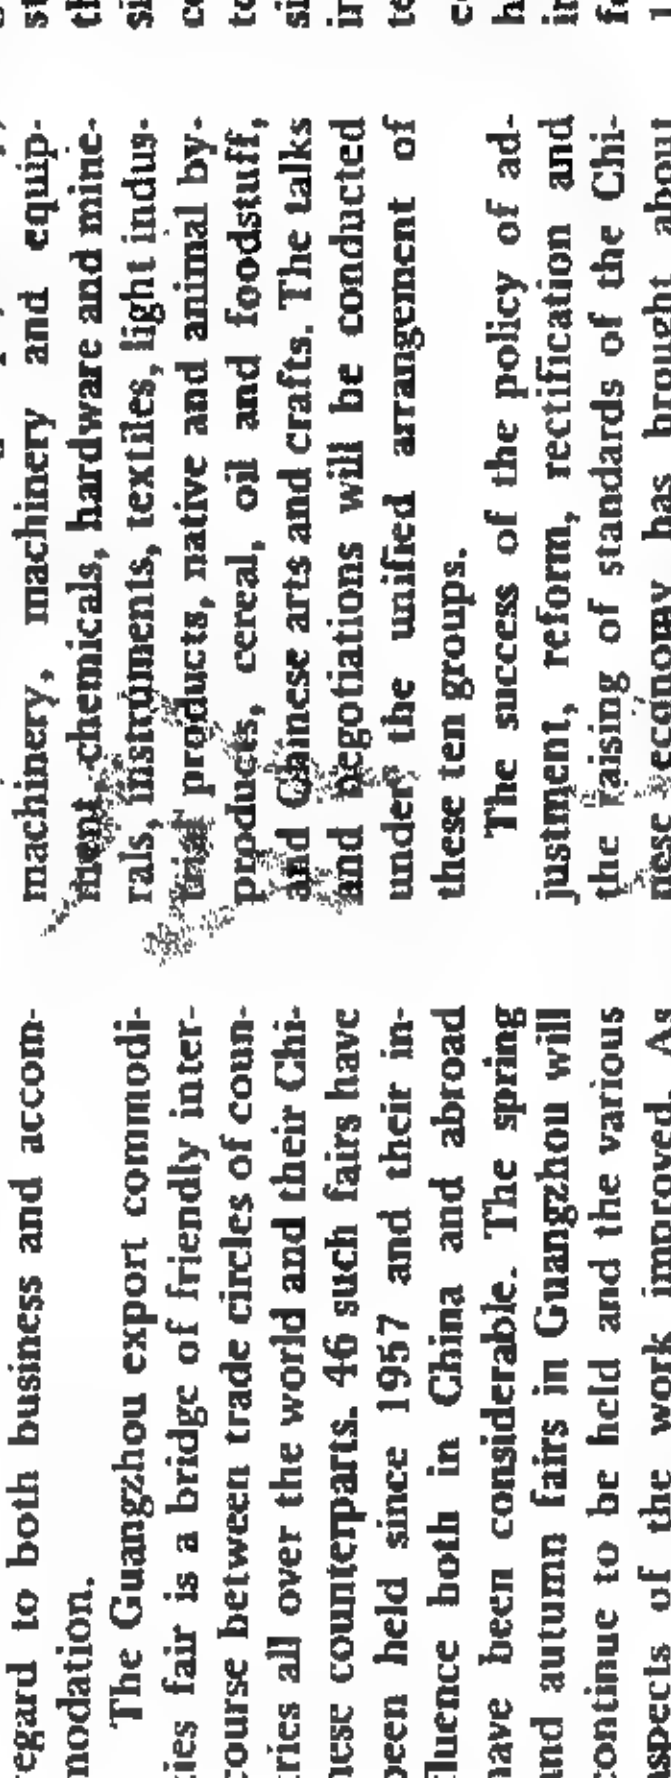 egard to both business and accom-
nodation.
The Guangzhou export commodi-
ies fair is a bridge of friendly inter-
course between trade circles of coun-
ries all over the world and their Chi-
nese counterparts. 46 such fairs have
been held since 1957 and their in-
fluence both in China and abroad
have been considerable. The spring
and autumn fairs in Guangzhou will
continue to be held and the various
aspects of the work improved. As
machinery, machinery and equip-
ment chemicals, hardware and mine-
rals, instruments, textiles, light indus-
trial products, native and animal by-
products, cereal, oil and foodstuff,
and Chinese arts and crafts. The talks
and negotiations will be conducted
under the unified arrangement of
these ten groups.
The success of the policy of ad-
justment, reform, rectification and
the raising of standards of the Chi-
nese economy has brought about